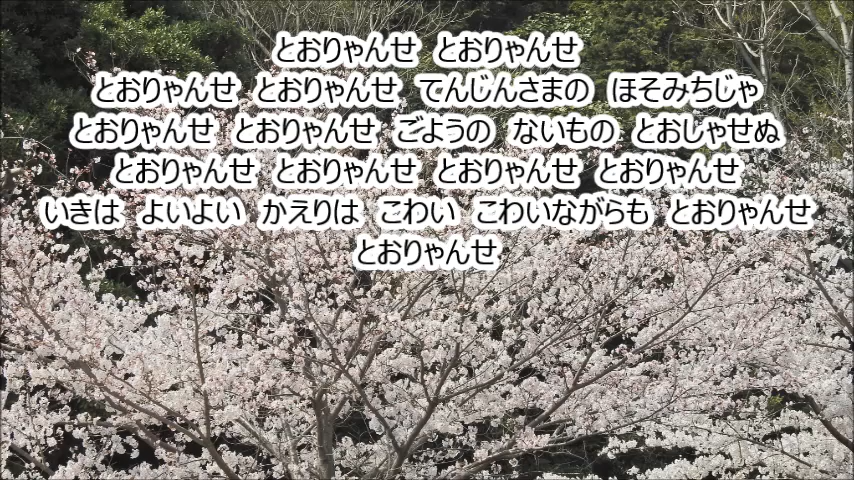 とおりゃんせ　とおりゃんせ
とおりゃんせ　とおりゃんせ　てんじんさまの　ほそみちじゃ
とおりゃんせ　とおりゃんせ　ごようの　ないもの　とおしゃせぬ
とおりゃんせ　とおりゃんせ　とおりゃんせ　とおりゃんせ
いきは　よいよい　かえりは　こわい　こわいながらも　とおりゃんせ
とおりゃんせ